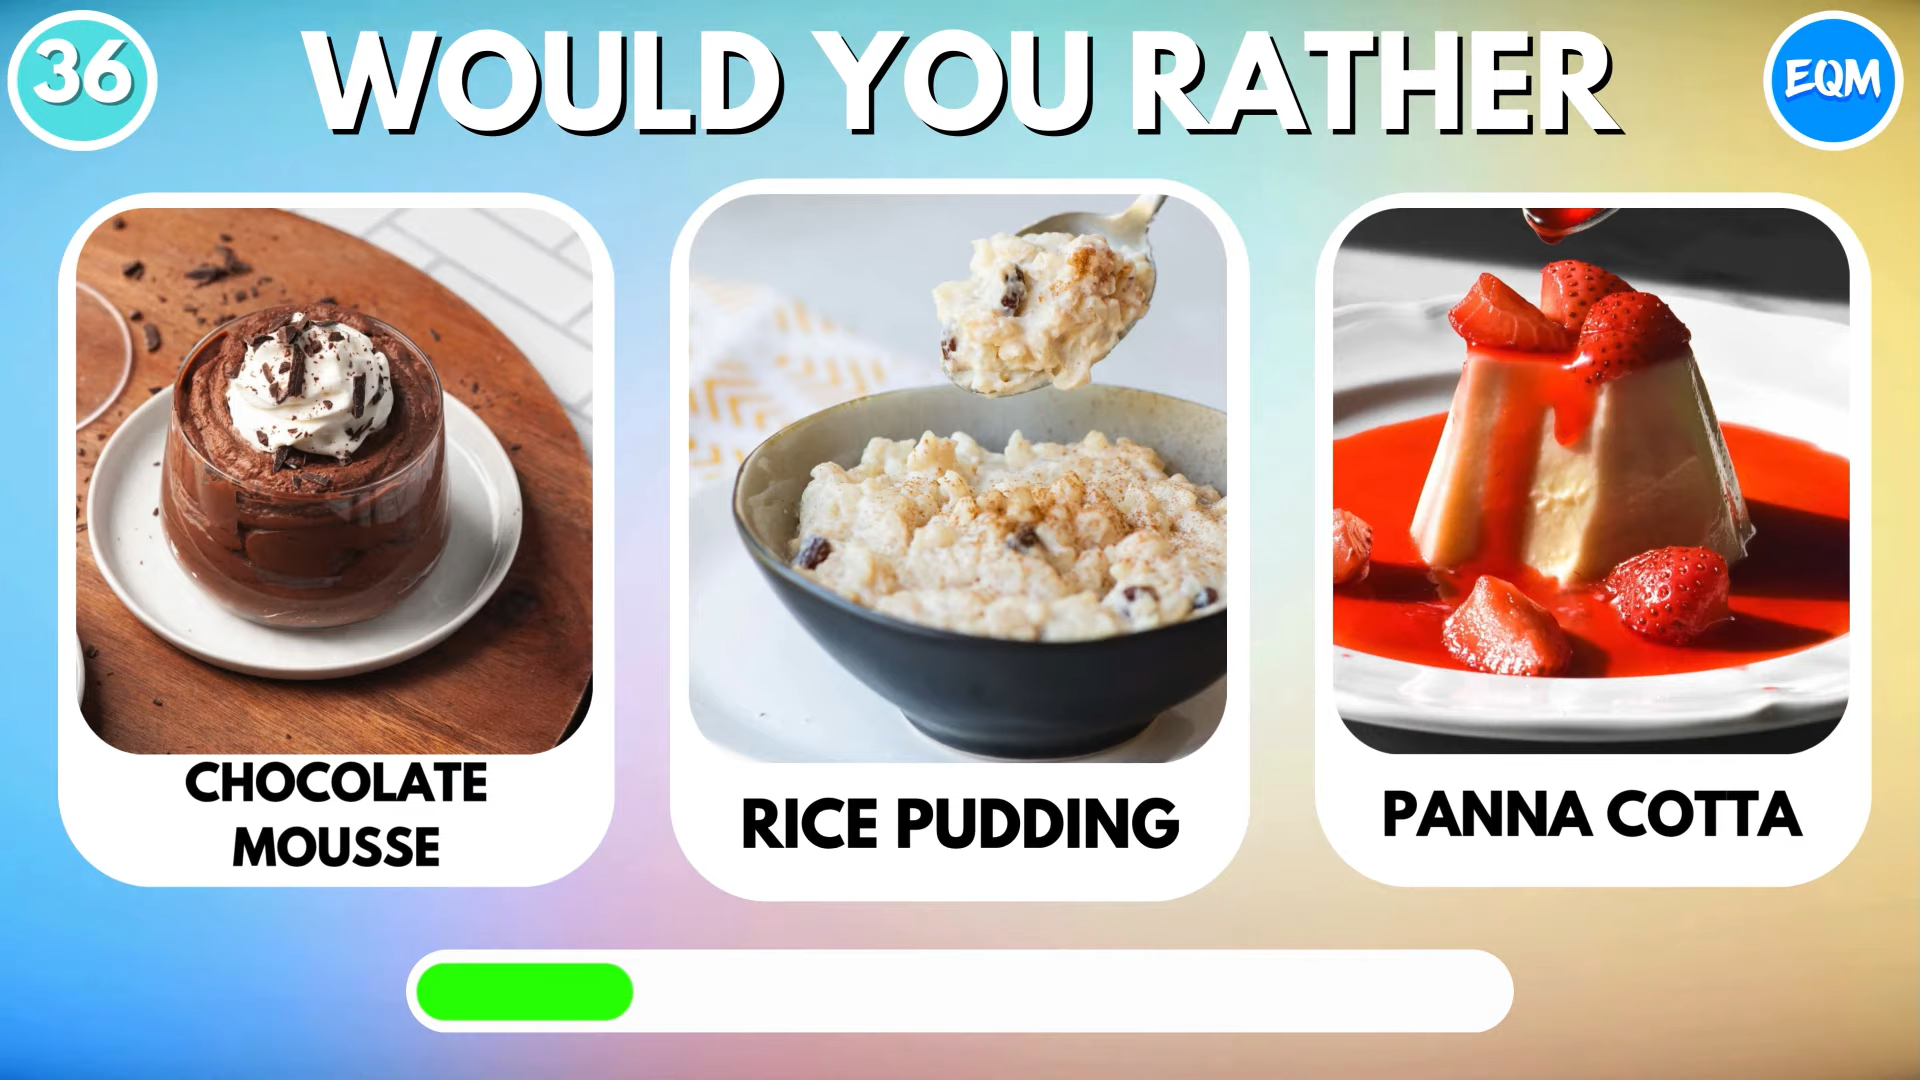 36
WOULD YOU RATHER
EQM
CHOCOLATE
MOUSSE
RICE PUDDING
PANNA COTTA